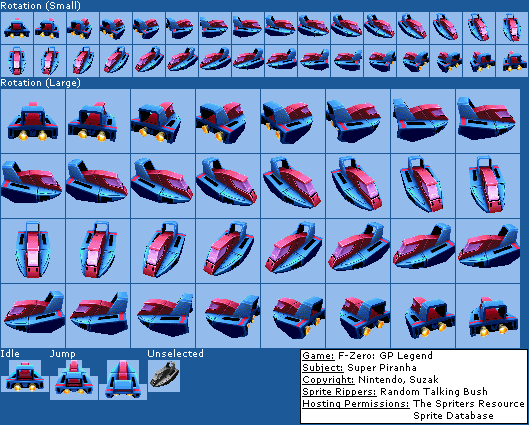 Rotation (Small)
Rotation (Large)
Idle
Jump
Unselected
Game: F-Zero: GP Legend
Subject: Super Piranha
Copyright: Nintendo, Suzak
Sprite Rippers: Random Talking Bush
Hosting Permissions: The Spriters Resource
Sprite Database